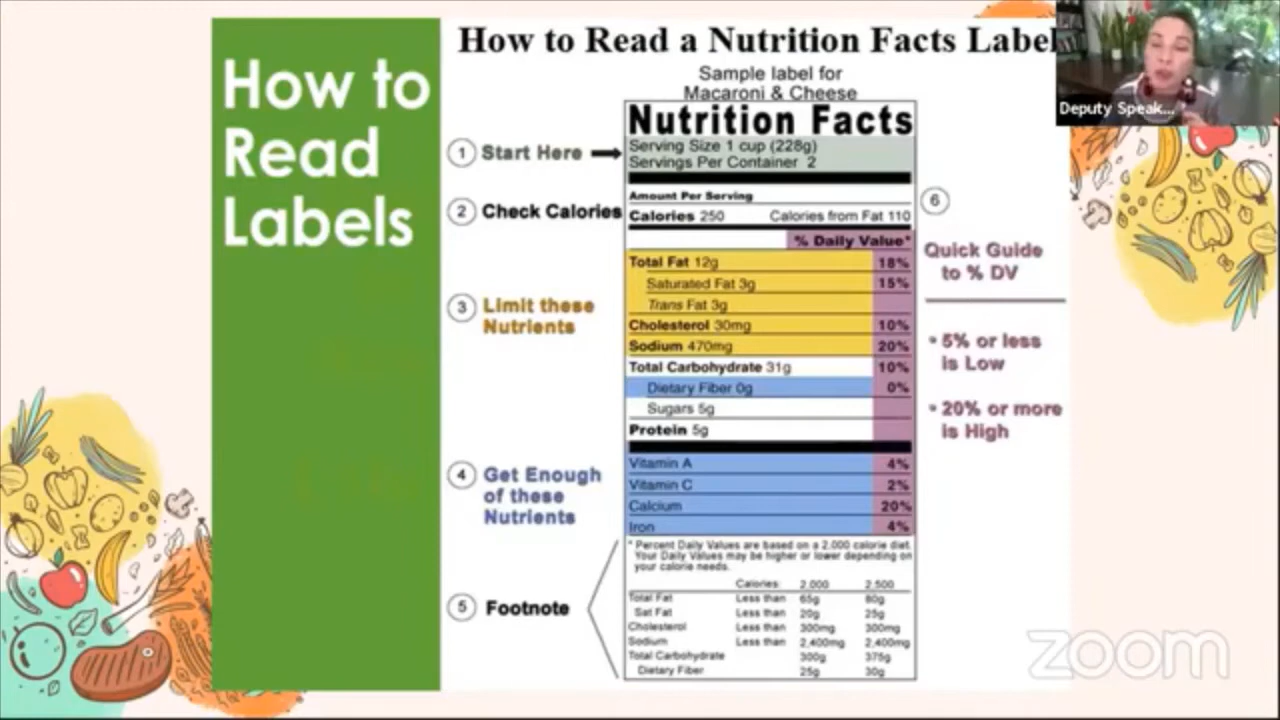 How to
Read
Labels
How to Read a Nutrition Facts Label
Sample label for
Macaroni & Cheese
Nutrition Facts
1 Start Here
Serving Size 1 cup (228g)
Servings Per Container 2
Amount Per Serving
2 Check Calories
Calories 250 Calories from Fat 110
% Daily Value*
Total Fat 12g 18%
Saturated Fat 3g 15%
Trans Fat 3g
3 Limit these
Nutrients
Cholesterol 30mg 10%
Sodium 470mg 20%
Total Carbohydrate 31g 10%
Dietary Fiber 0g 0%
Sugars 5g
Protein 5g
4 Get Enough
of these
Nutrients
Vitamin A 4%
Vitamin C 2%
Calcium 20%
Iron 4%
* Percent Daily Values are based on a 2,000 calorie diet.
Your Daily Values may be higher or lower depending on
your calorie needs.
5 Footnote
Calories: 2,000 2,500
Total Fat Less than 65g 80g
Sat Fat Less than 20g 25g
Cholesterol Less than 300mg 300mg
Sodium Less than 2,400mg 2,400mg
Total Carbohydrate 300g 375g
Dietary Fiber 25g 30g
6
Quick Guide
to % DV
• 5% or less
is Low
• 20% or more
is High
Deputy Speak...
zoom